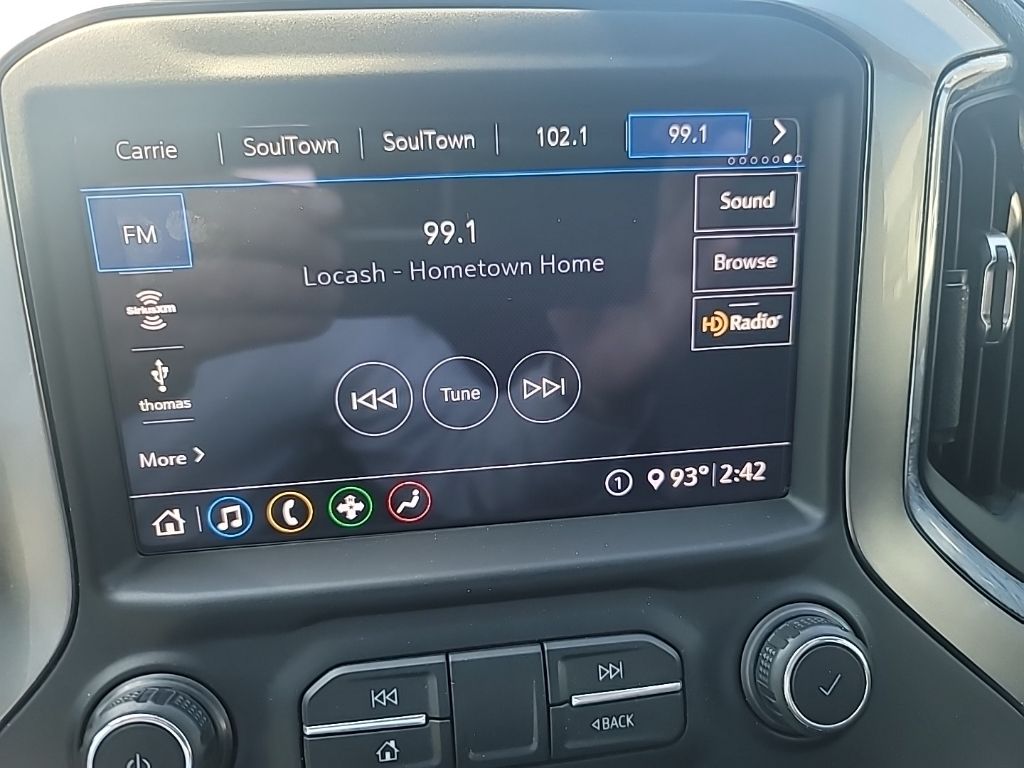 Carrie SoulTown SoulTown 102.1 99.1
FM
99.1
Locash - Hometown Home
Sound
Browse
HD Radio
SiriusXM
thomas
Tune
More
1 93° 2:42
BACK